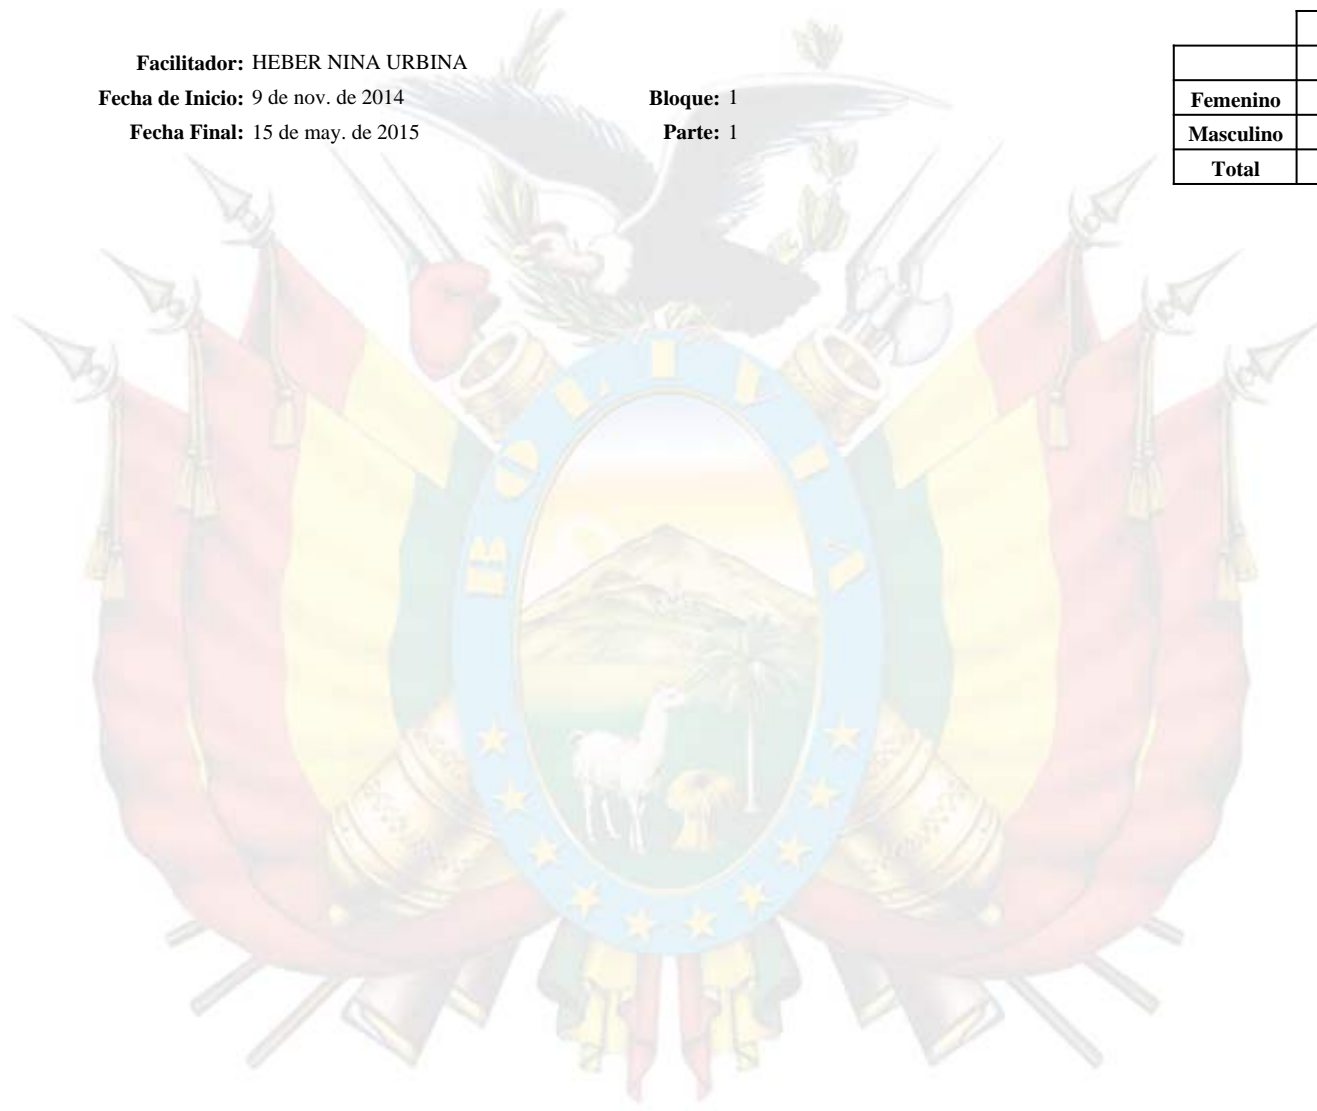 Facilitador: HEBER NINA URBINA
Fecha de Inicio: 9 de nov. de 2014 Bloque: 1
Fecha Final: 15 de may. de 2015 Parte: 1
Femenino
Masculino
Total
BOLIVIA